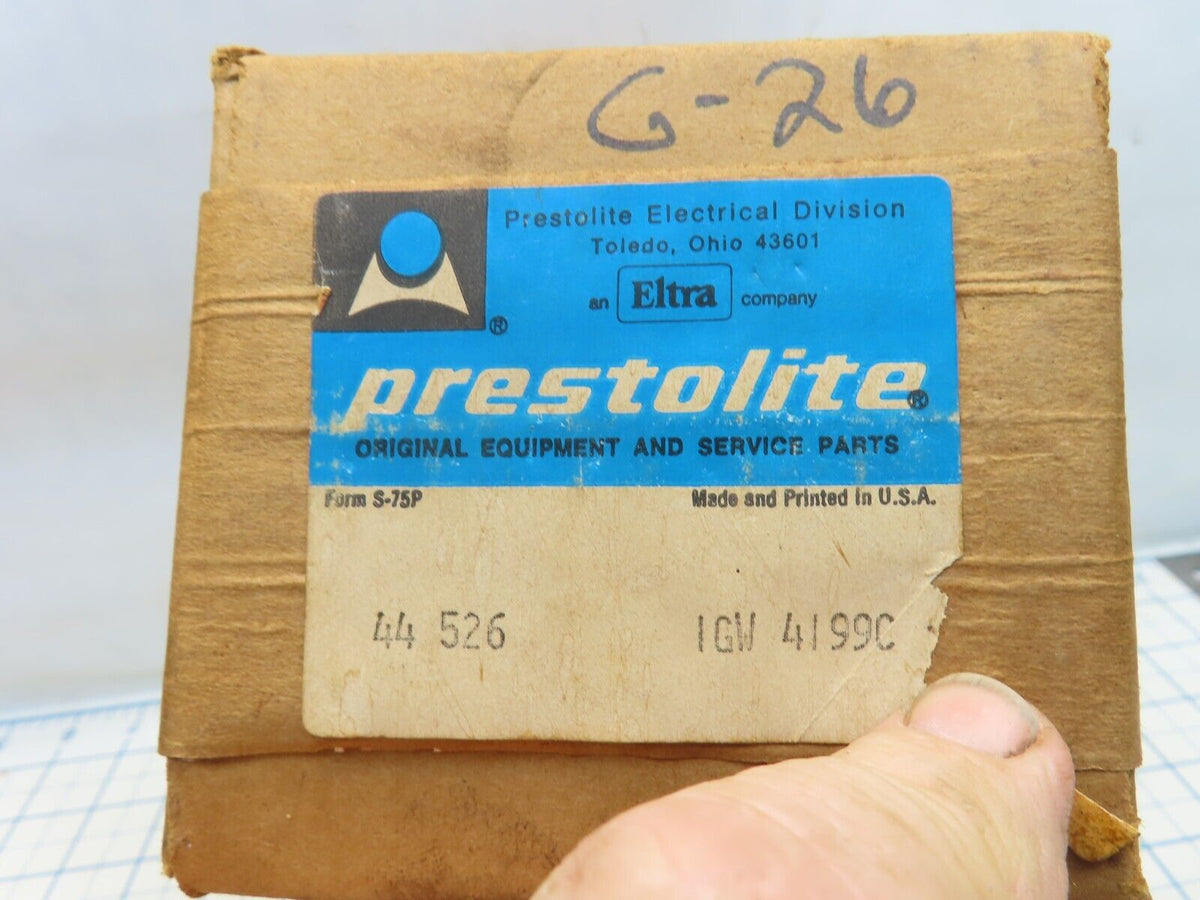 G-26
Prestolite Electrical Division
Toledo, Ohio 43601
an Eltra company
®
prestolite®
ORIGINAL EQUIPMENT AND SERVICE PARTS
Form S-75P Made and Printed in U.S.A.
44 526 IGW 4199C